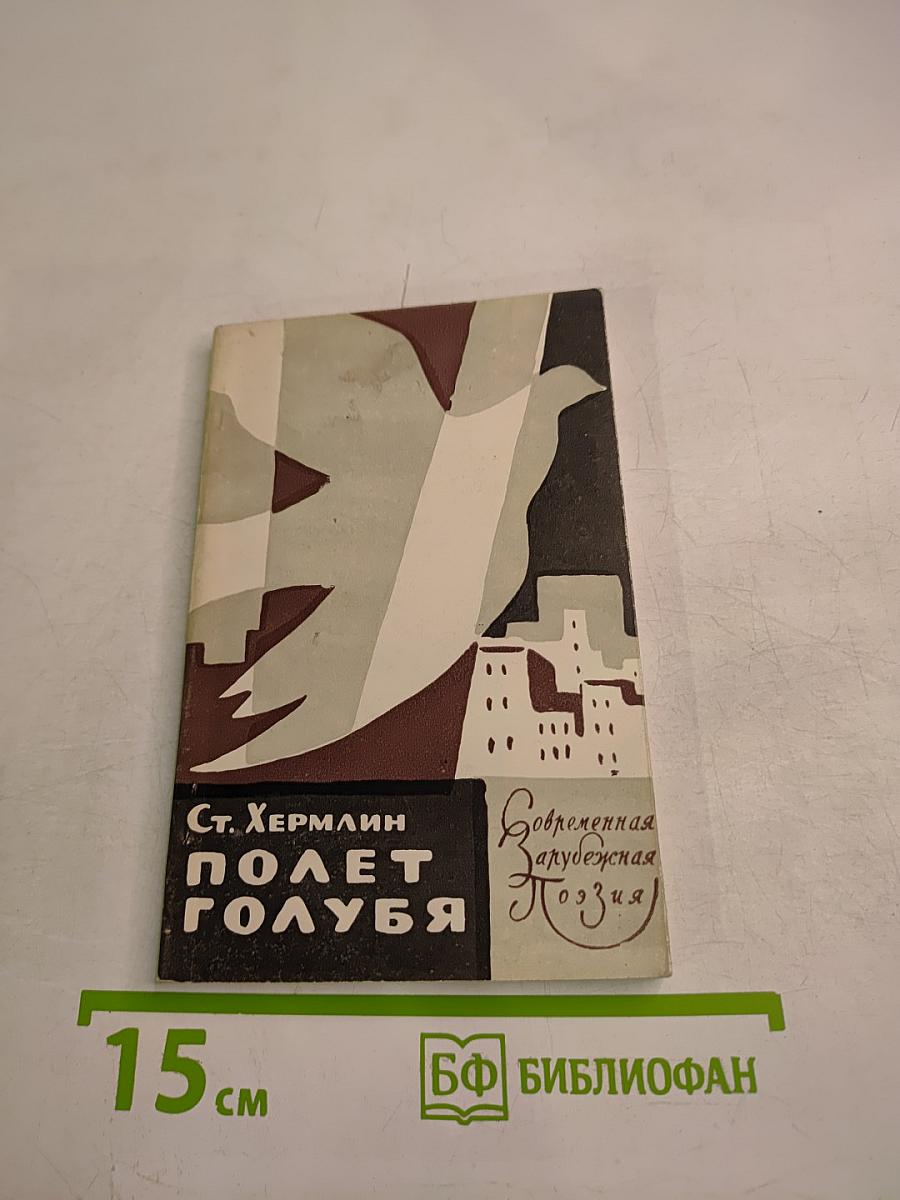 Ст. Хермлин
ПОЛЕТ
ГОЛУБЯ
Современная
Зарубежная
Поэзия
15 см
БФ БИБЛИОФАН